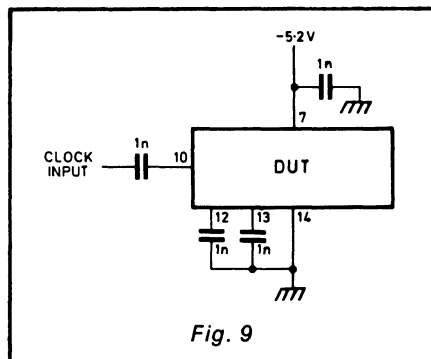 -5·2V
1n
7
1n
CLOCK
INPUT
10
DUT
12
13
14
1n
1n
Fig. 9